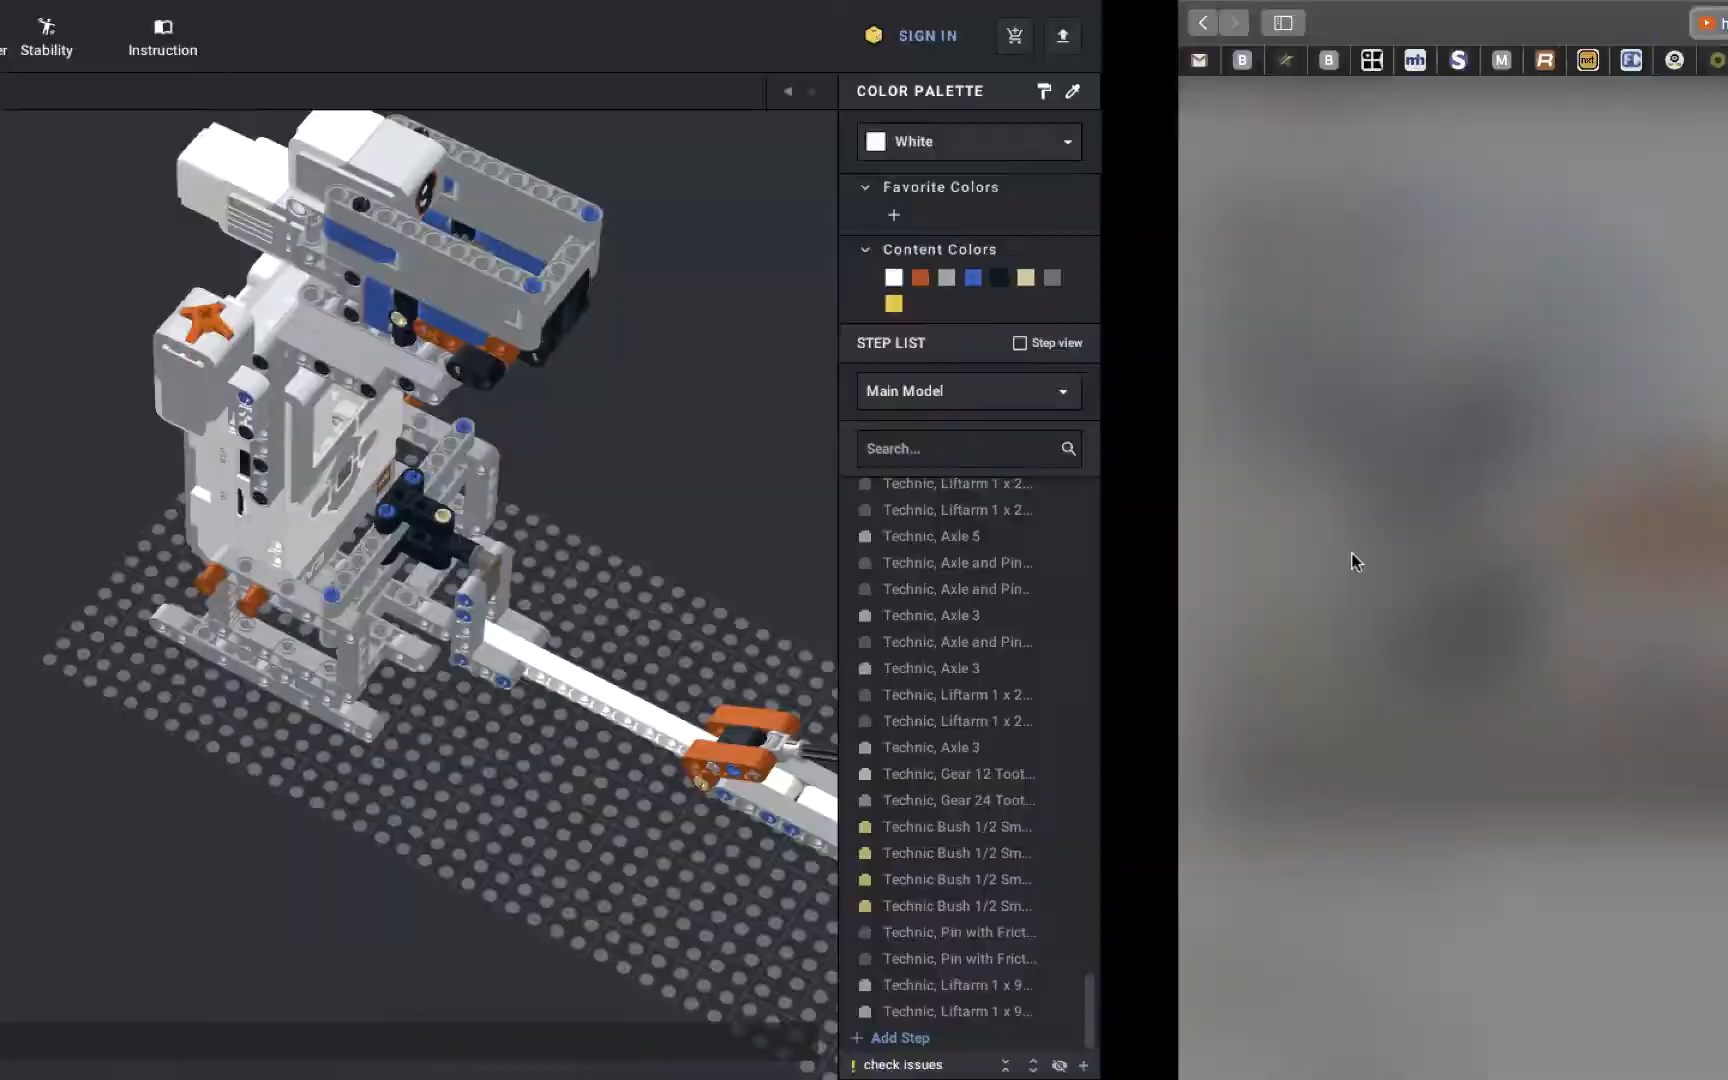 Stability
Instruction
SIGN IN
COLOR PALETTE
White
Favorite Colors
Content Colors
STEP LIST
Step view
Main Model
Search...
Technic, Liftarm 1 x 2...
Technic, Liftarm 1 x 2...
Technic, Axle 5
Technic, Axle and Pin...
Technic, Axle and Pin...
Technic, Axle 3
Technic, Axle and Pin...
Technic, Axle 3
Technic, Liftarm 1 x 2...
Technic, Liftarm 1 x 2...
Technic, Axle 3
Technic, Gear 12 Toot...
Technic, Gear 24 Toot...
Technic Bush 1/2 Sm...
Technic Bush 1/2 Sm...
Technic Bush 1/2 Sm...
Technic Bush 1/2 Sm...
Technic, Pin with Frict...
Technic, Pin with Frict...
Technic, Liftarm 1 x 9...
Technic, Liftarm 1 x 9...
+ Add Step
! check issues
B
B
mh
S
M
R
nxt
FC